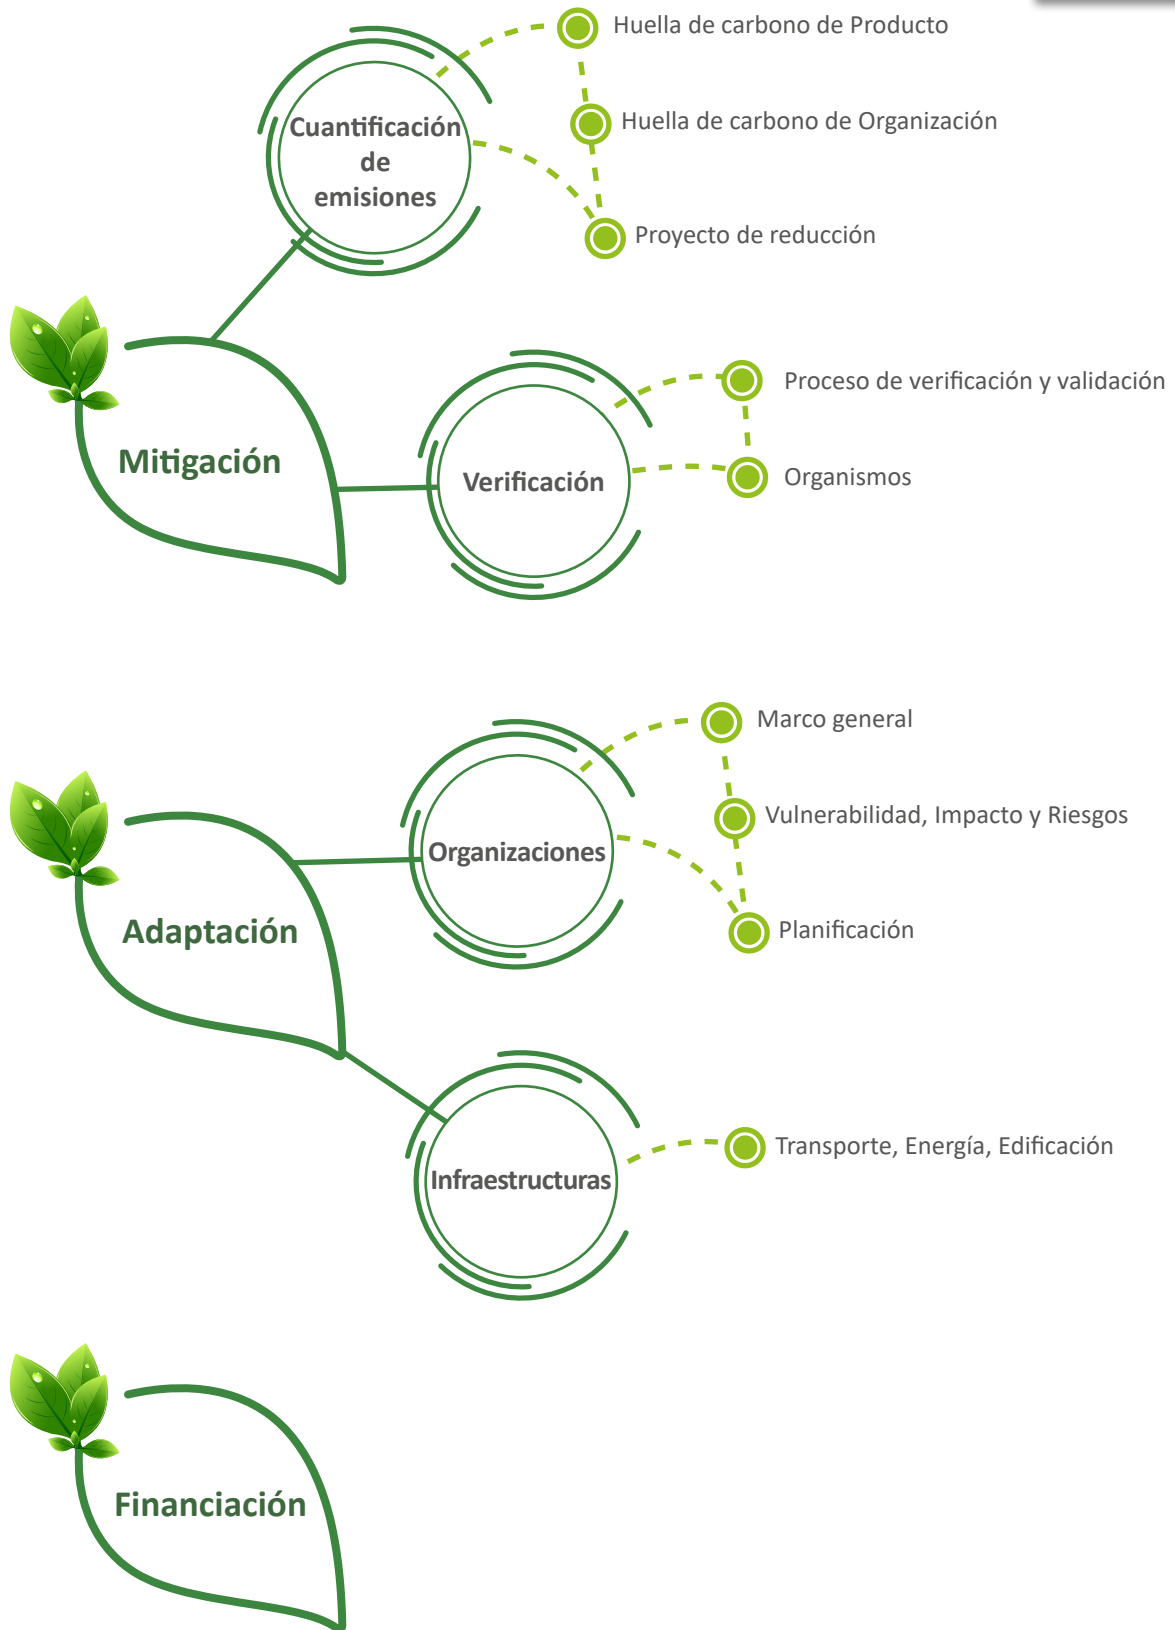 Huella de carbono de Producto
Cuantificación
de
emisiones
Huella de carbono de Organización
Proyecto de reducción
Mitigación
Verificación
Proceso de verificación y validación
Organismos
Adaptación
Organizaciones
Marco general
Vulnerabilidad, Impacto y Riesgos
Planificación
Infraestructuras
Transporte, Energía, Edificación
Financiación